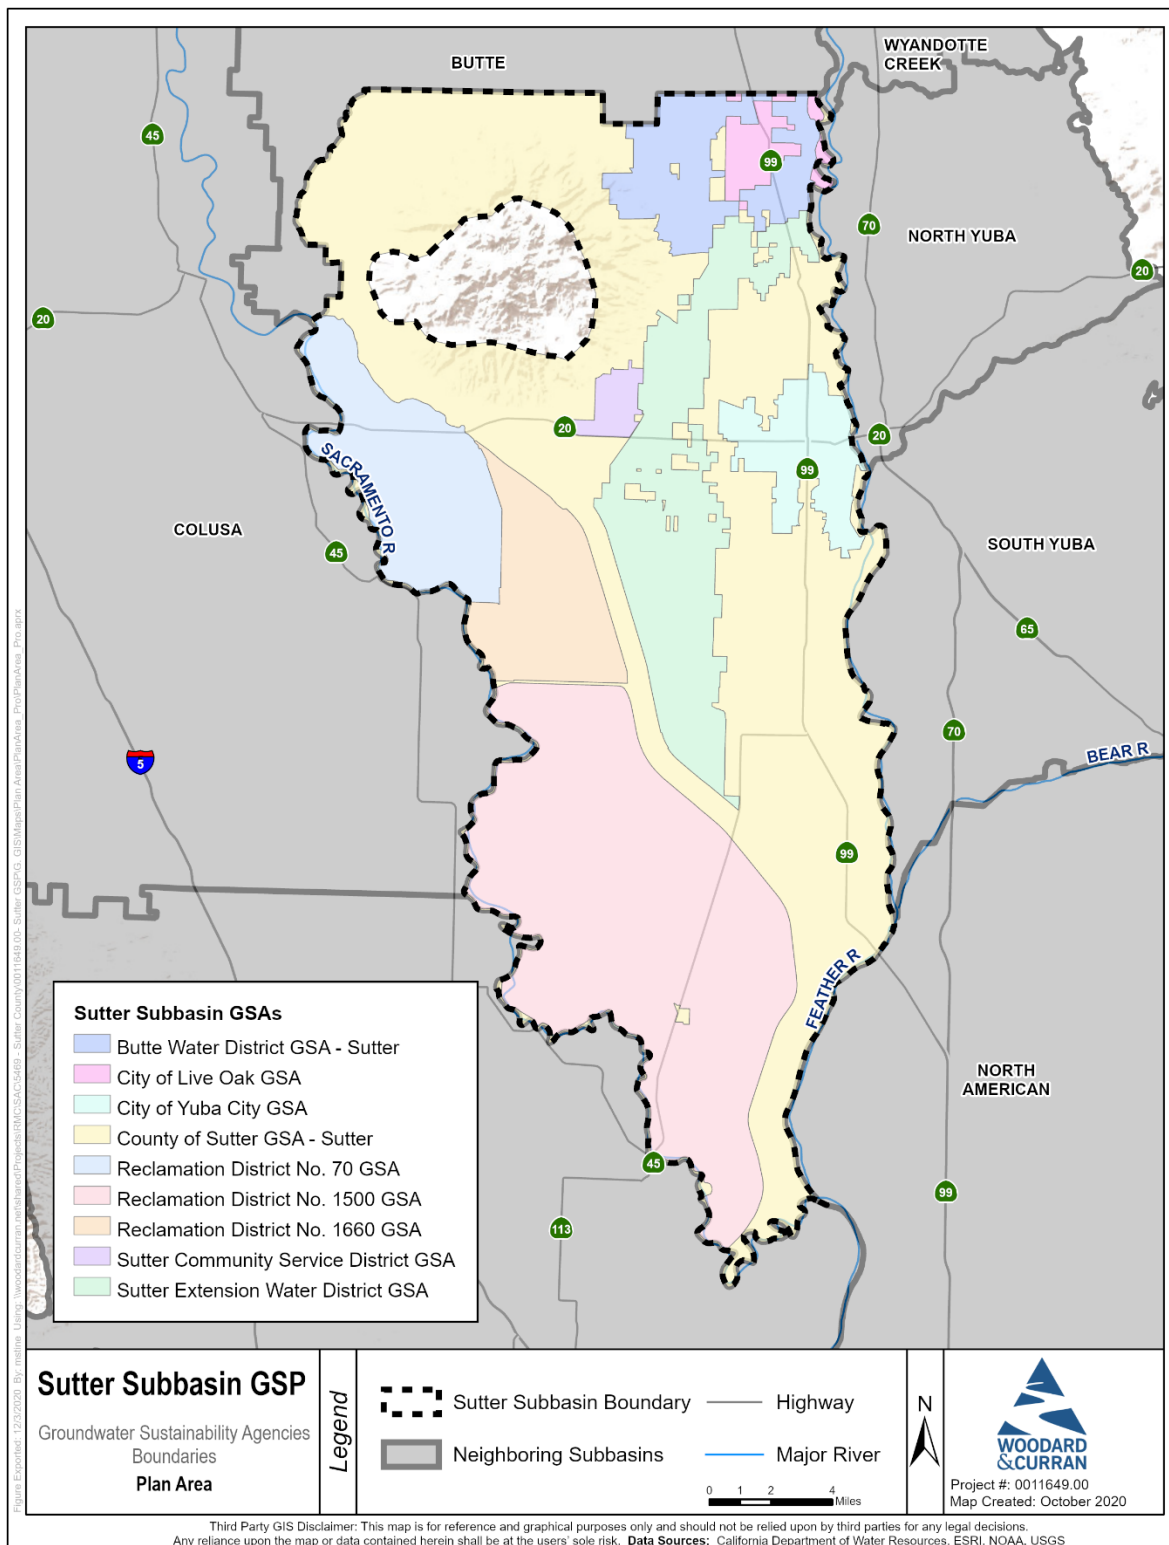 BUTTE
WYANDOTTE
CREEK
45
99
70
NORTH YUBA
20
20
20
20
SACRAMENTO R
99
COLUSA
45
SOUTH YUBA
65
70
5
BEAR R
99
FEATHER R
NORTH
AMERICAN
45
99
113
Sutter Subbasin GSAs
Butte Water District GSA - Sutter
City of Live Oak GSA
City of Yuba City GSA
County of Sutter GSA - Sutter
Reclamation District No. 70 GSA
Reclamation District No. 1500 GSA
Reclamation District No. 1660 GSA
Sutter Community Service District GSA
Sutter Extension Water District GSA
Sutter Subbasin GSP
Groundwater Sustainability Agencies
Boundaries
Plan Area
Legend
Sutter Subbasin Boundary
Highway
Neighboring Subbasins
Major River
0 1 2 4
Miles
N
WOODARD
&CURRAN
Project #: 0011649.00
Map Created: October 2020
Third Party GIS Disclaimer: This map is for reference and graphical purposes only and should not be relied upon by third parties for any legal decisions.
Any reliance upon the map or data contained herein shall be at the users' sole risk. Data Sources: California Department of Water Resources, ESRI, NOAA, USGS
Figure Exported: 12/3/2020 By: